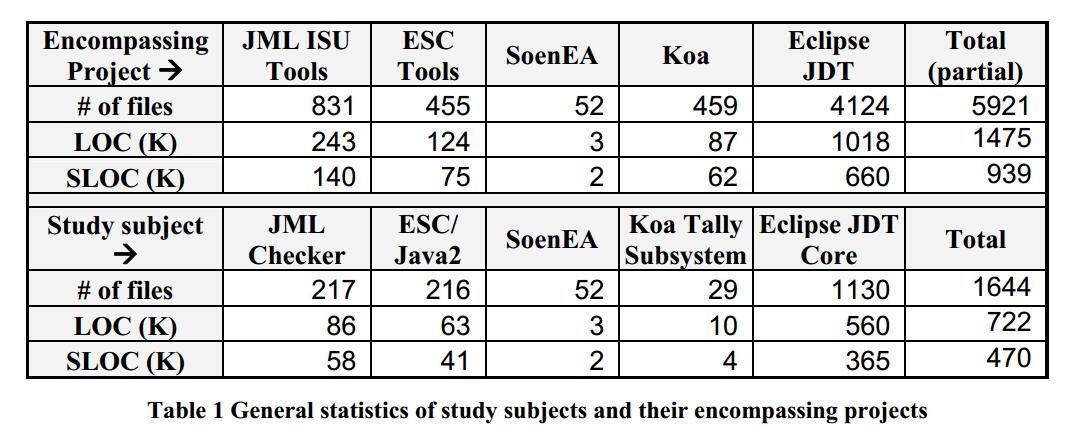 Encompassing Project → JML ISU Tools ESC Tools SoenEA Koa Eclipse JDT Total (partial)
# of files 831 455 52 459 4124 5921
LOC (K) 243 124 3 87 1018 1475
SLOC (K) 140 75 2 62 660 939
Study subject → JML Checker ESC/Java2 SoenEA Koa Tally Subsystem Eclipse JDT Core Total
# of files 217 216 52 29 1130 1644
LOC (K) 86 63 3 10 560 722
SLOC (K) 58 41 2 4 365 470
Table 1 General statistics of study subjects and their encompassing projects